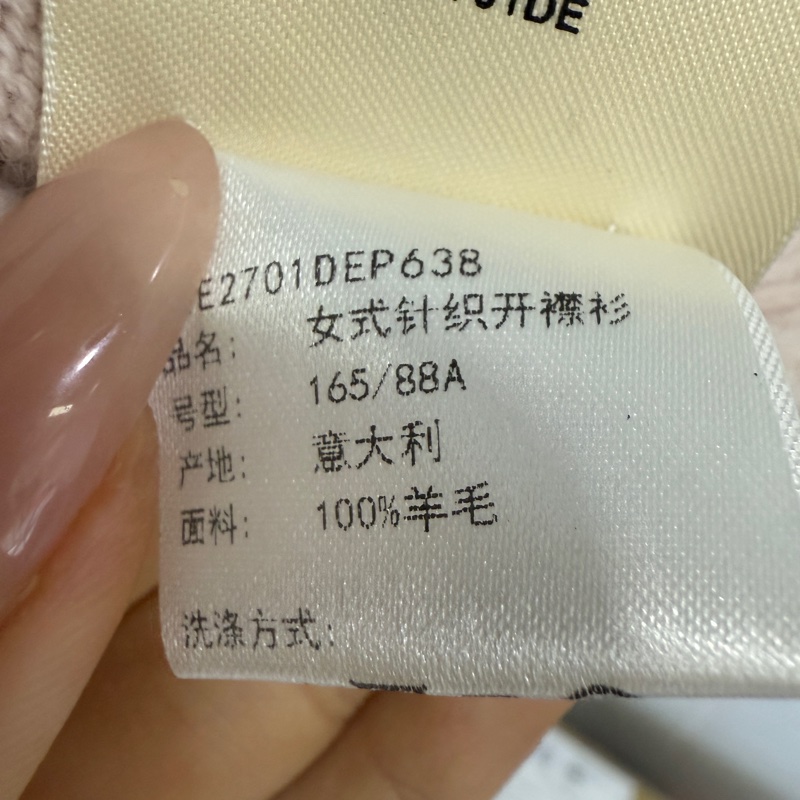 01DE
E2701DEP638
品名: 女式针织开襟衫
号型: 165/88A
产地: 意大利
面料: 100%羊毛
洗涤方式: